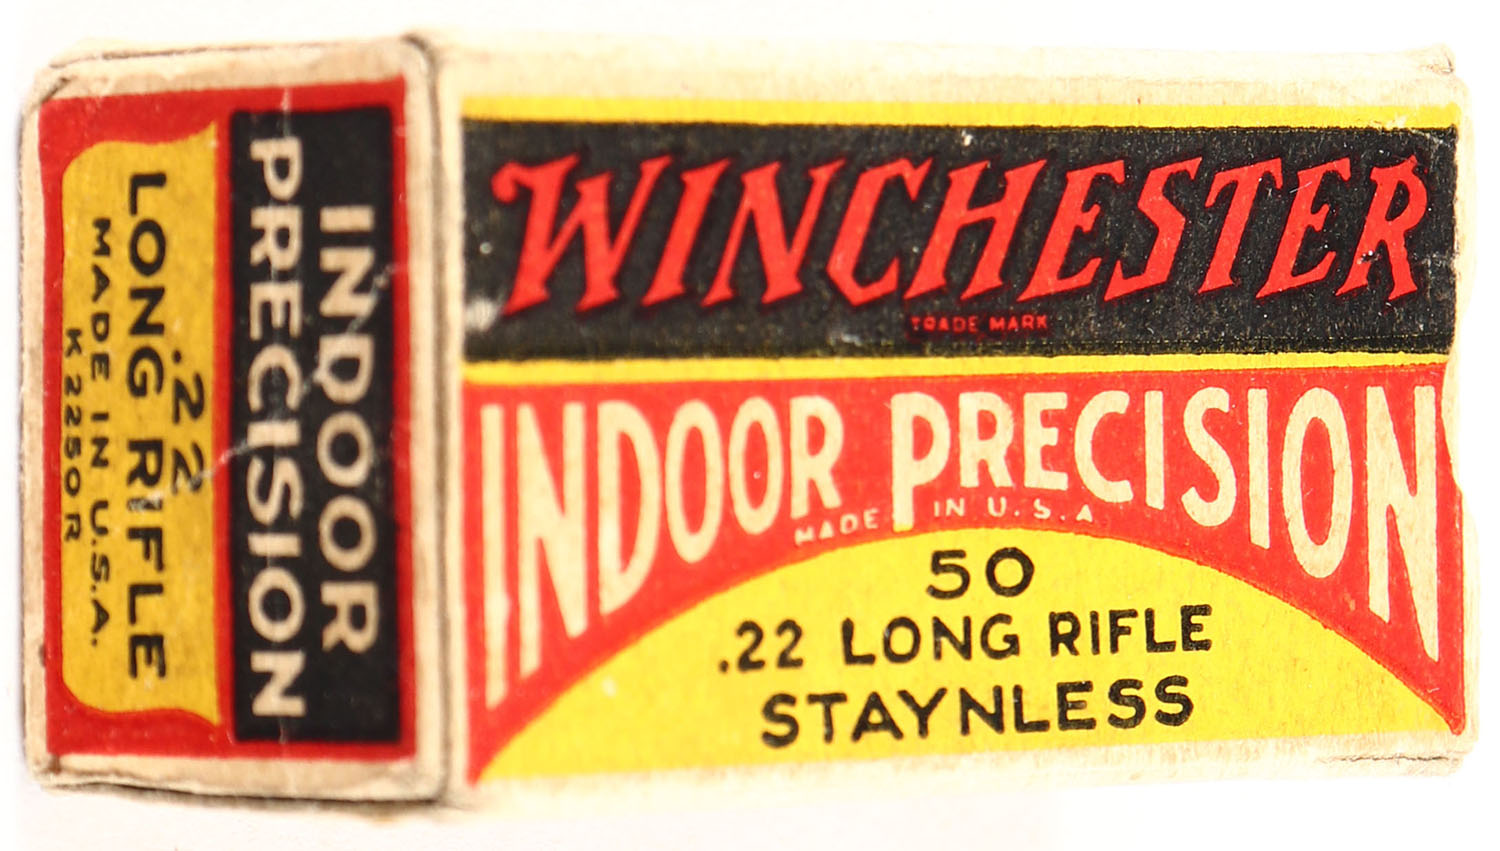 INDOOR
PRECISION
.22
LONG RIFLE
MADE IN U.S.A.
K2250R
WINCHESTER
TRADE MARK
INDOOR PRECISION
MADE IN U.S.A
50
.22 LONG RIFLE
STAYNLESS